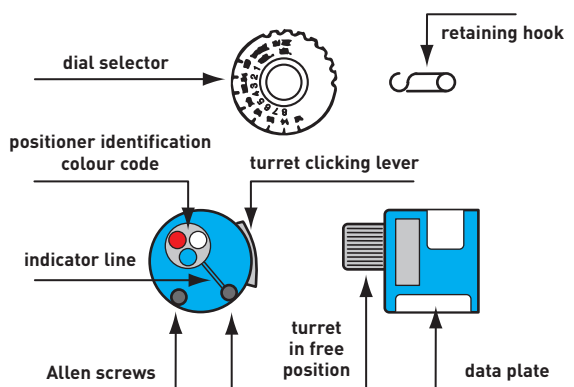 retaining hook
dial selector
positioner identification
colour code
turret clicking lever
indicator line
turret
in free
position
Allen screws
data plate